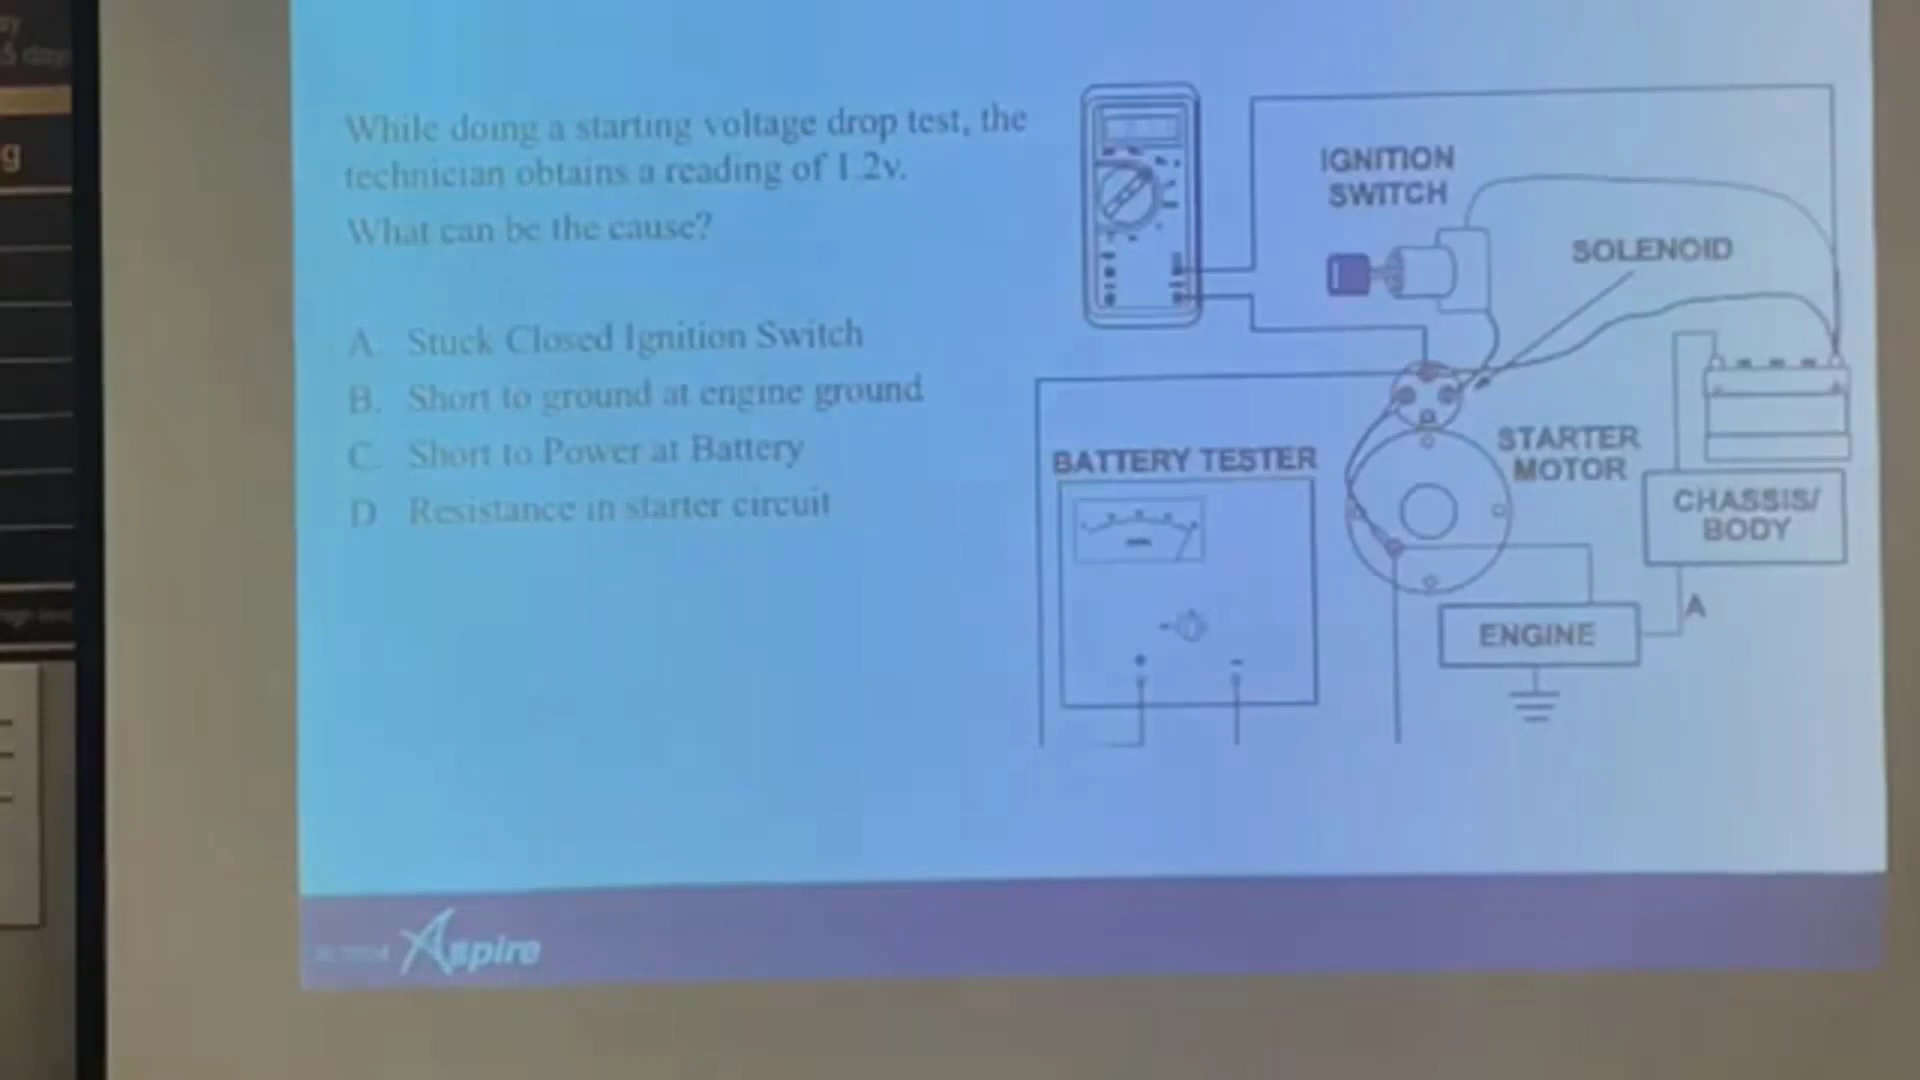 5 day
g
While doing a starting voltage drop test, the
technician obtains a reading of 1.2v.
What can be the cause?
A. Stuck Closed Ignition Switch
B. Short to ground at engine ground
C. Short to Power at Battery
D. Resistance in starter circuit
IGNITION
SWITCH
SOLENOID
STARTER
MOTOR
BATTERY TESTER
CHASSIS/
BODY
A
ENGINE
+ -
Aspire